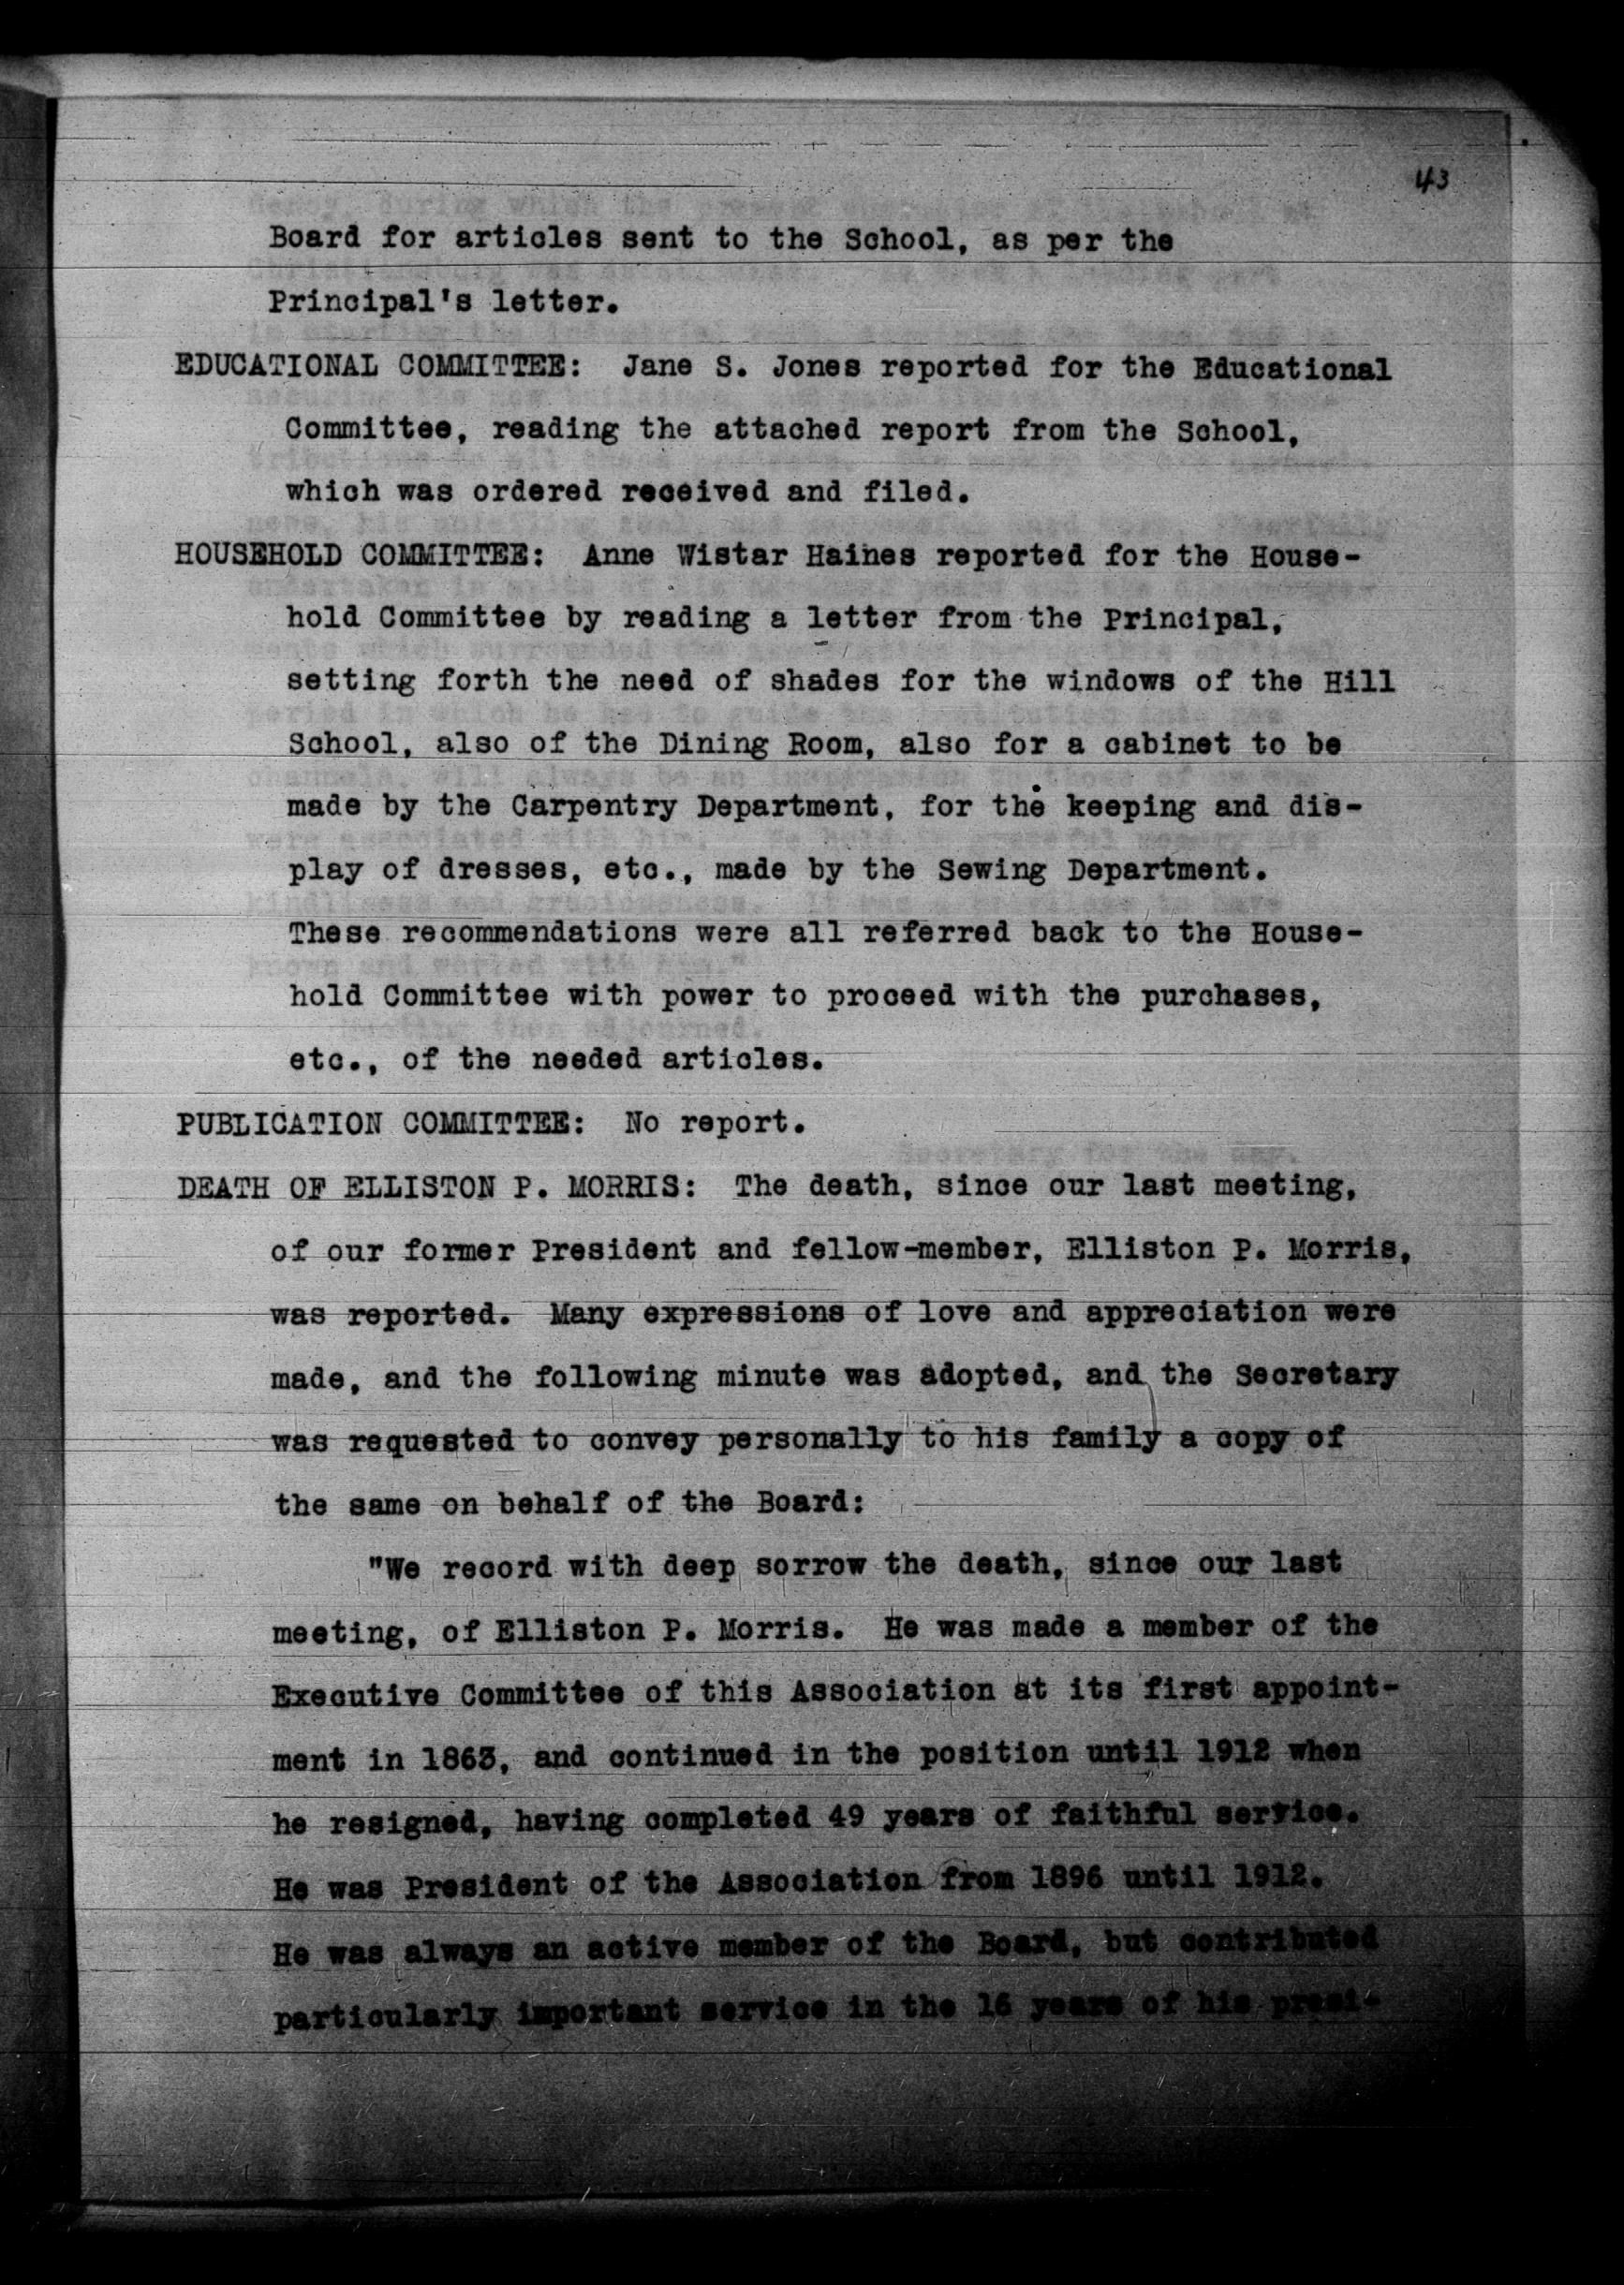 43
Board for articles sent to the School, as per the
Principal's letter.
EDUCATIONAL COMMITTEE: Jane S. Jones reported for the Educational
Committee, reading the attached report from the School,
which was ordered received and filed.
HOUSEHOLD COMMITTEE: Anne Wistar Haines reported for the House-
hold Committee by reading a letter from the Principal,
setting forth the need of shades for the windows of the Hill
School, also of the Dining Room, also for a cabinet to be
made by the Carpentry Department, for the keeping and dis-
play of dresses, etc., made by the Sewing Department.
These recommendations were all referred back to the House-
hold Committee with power to proceed with the purchases,
etc., of the needed articles.
PUBLICATION COMMITTEE: No report.
DEATH OF ELLISTON P. MORRIS: The death, since our last meeting,
of our former President and fellow-member, Elliston P. Morris,
was reported. Many expressions of love and appreciation were
made, and the following minute was adopted, and the Secretary
was requested to convey personally to his family a copy of
the same on behalf of the Board:
"We record with deep sorrow the death, since our last
meeting, of Elliston P. Morris. He was made a member of the
Executive Committee of this Association at its first appoint-
ment in 1863, and continued in the position until 1912 when
he resigned, having completed 49 years of faithful service.
He was President of the Association from 1896 until 1912.
He was always an active member of the Board, but contributed
particularly important service in the 16 years of his presi-